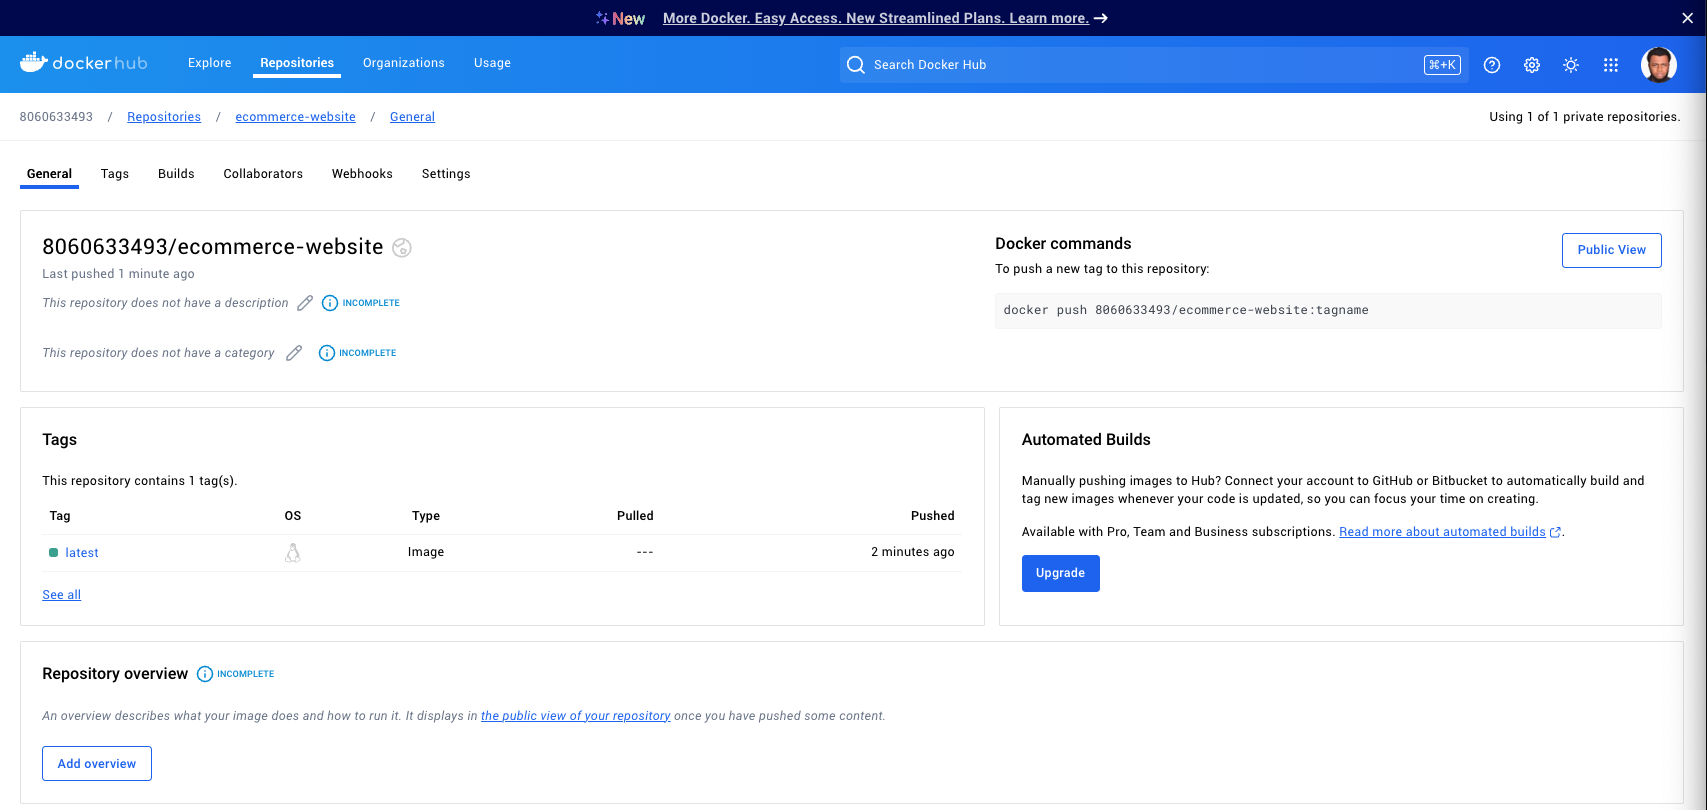 New More Docker. Easy Access. New Streamlined Plans. Learn more.
dockerhub Explore Repositories Organizations Usage Search Docker Hub ⌘+K
8060633493 / Repositories / ecommerce-website / General Using 1 of 1 private repositories.
General Tags Builds Collaborators Webhooks Settings
8060633493/ecommerce-website
Last pushed 1 minute ago
This repository does not have a description INCOMPLETE
This repository does not have a category INCOMPLETE
Docker commands
Public View
To push a new tag to this repository:
docker push 8060633493/ecommerce-website:tagname
Tags
This repository contains 1 tag(s).
Tag OS Type Pulled Pushed
latest Image --- 2 minutes ago
See all
Automated Builds
Manually pushing images to Hub? Connect your account to GitHub or Bitbucket to automatically build and
tag new images whenever your code is updated, so you can focus your time on creating.
Available with Pro, Team and Business subscriptions. Read more about automated builds.
Upgrade
Repository overview INCOMPLETE
An overview describes what your image does and how to run it. It displays in the public view of your repository once you have pushed some content.
Add overview